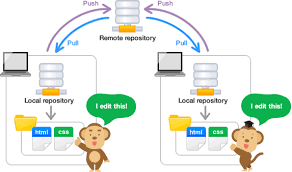 Push
Push
Pull
Pull
Remote repository
Local repository
Local repository
I edit this!
I edit this!
html
css
html
css